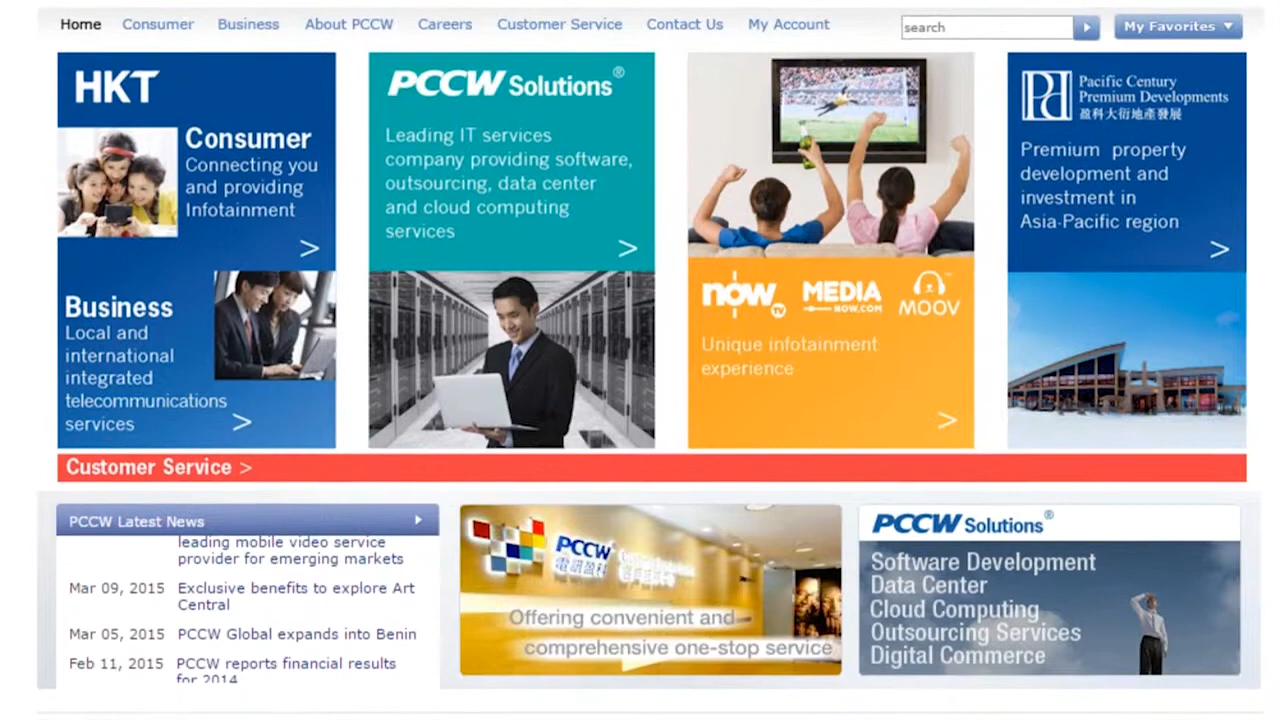 Home Consumer Business About PCCW Careers Customer Service Contact Us My Account
search
My Favorites
HKT
Consumer
Connecting you
and providing
Infotainment
>
Business
Local and
international
integrated
telecommunications
services >
PCCW Solutions®
Leading IT services
company providing software,
outsourcing, data center
and cloud computing
services >
now TV MEDIA NOW.COM MOOV
Unique infotainment
experience
>
PD Pacific Century
Premium Developments
盈科大衍地產發展
Premium property
development and
investment in
Asia-Pacific region
>
Customer Service >
PCCW Latest News
leading mobile video service
provider for emerging markets
Mar 09, 2015 Exclusive benefits to explore Art
Central
Mar 05, 2015 PCCW Global expands into Benin
Feb 11, 2015 PCCW reports financial results
for 2014
PCCW
電訊盈科
Offering convenient and
comprehensive one-stop service
PCCW Solutions®
Software Development
Data Center
Cloud Computing
Outsourcing Services
Digital Commerce